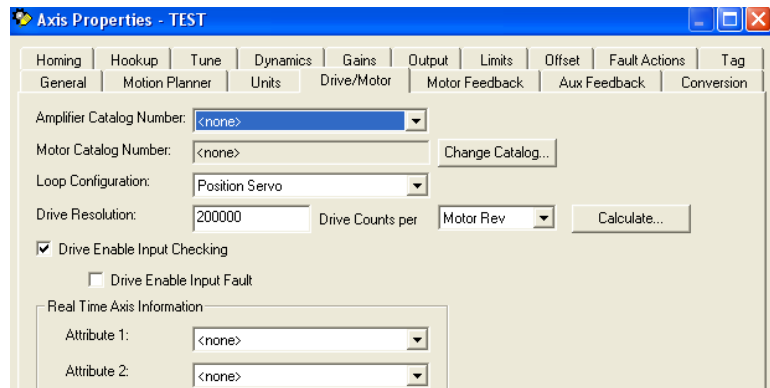 Axis Properties - TEST
Homing Hookup Tune Dynamics Gains Output Limits Offset Fault Actions Tag
General Motion Planner Units Drive/Motor Motor Feedback Aux Feedback Conversion
Amplifier Catalog Number: <none>
Motor Catalog Number: <none> Change Catalog...
Loop Configuration: Position Servo
Drive Resolution: 200000 Drive Counts per Motor Rev Calculate...
Drive Enable Input Checking
Drive Enable Input Fault
Real Time Axis Information
Attribute 1: <none>
Attribute 2: <none>